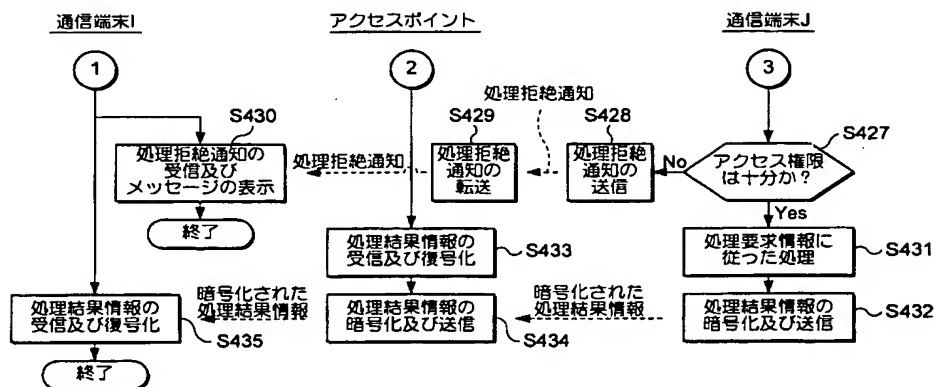 通信端末I
アクセスポイント
通信端末J
1
2
3
処理拒絶通知
S430
S429
S428
S427
処理拒絶通知の
受信及び
メッセージの表示
処理拒絶通知
処理拒絶
通知の
転送
処理拒絶
通知の
送信
No
アクセス権限
は十分か？
Yes
終了
処理結果情報の
受信及び復号化
S433
処理要求情報に
従った処理
S431
処理結果情報の
受信及び復号化
S435
暗号化された
処理結果情報
処理結果情報の
暗号化及び送信
S434
暗号化された
処理結果情報
処理結果情報の
暗号化及び送信
S432
終了